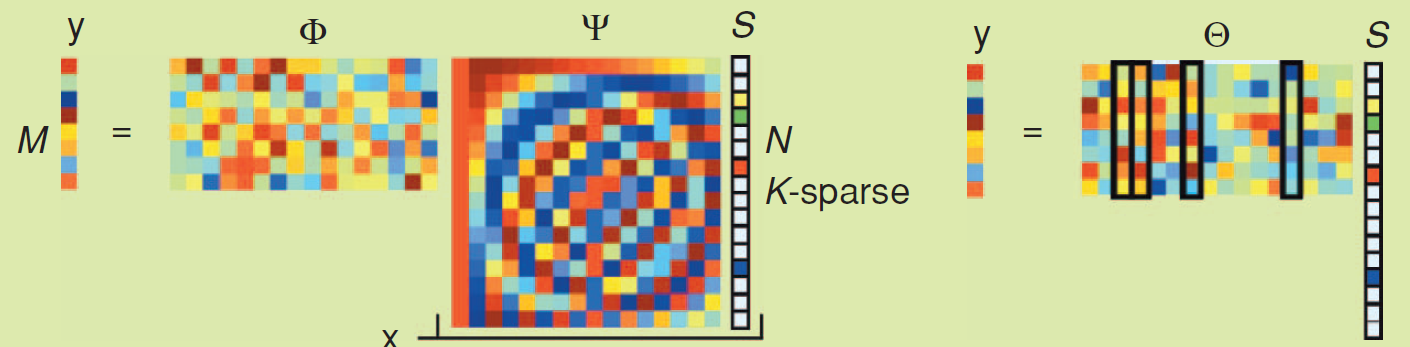 y Φ Ψ S y Θ S
M = N =
K-sparse
x